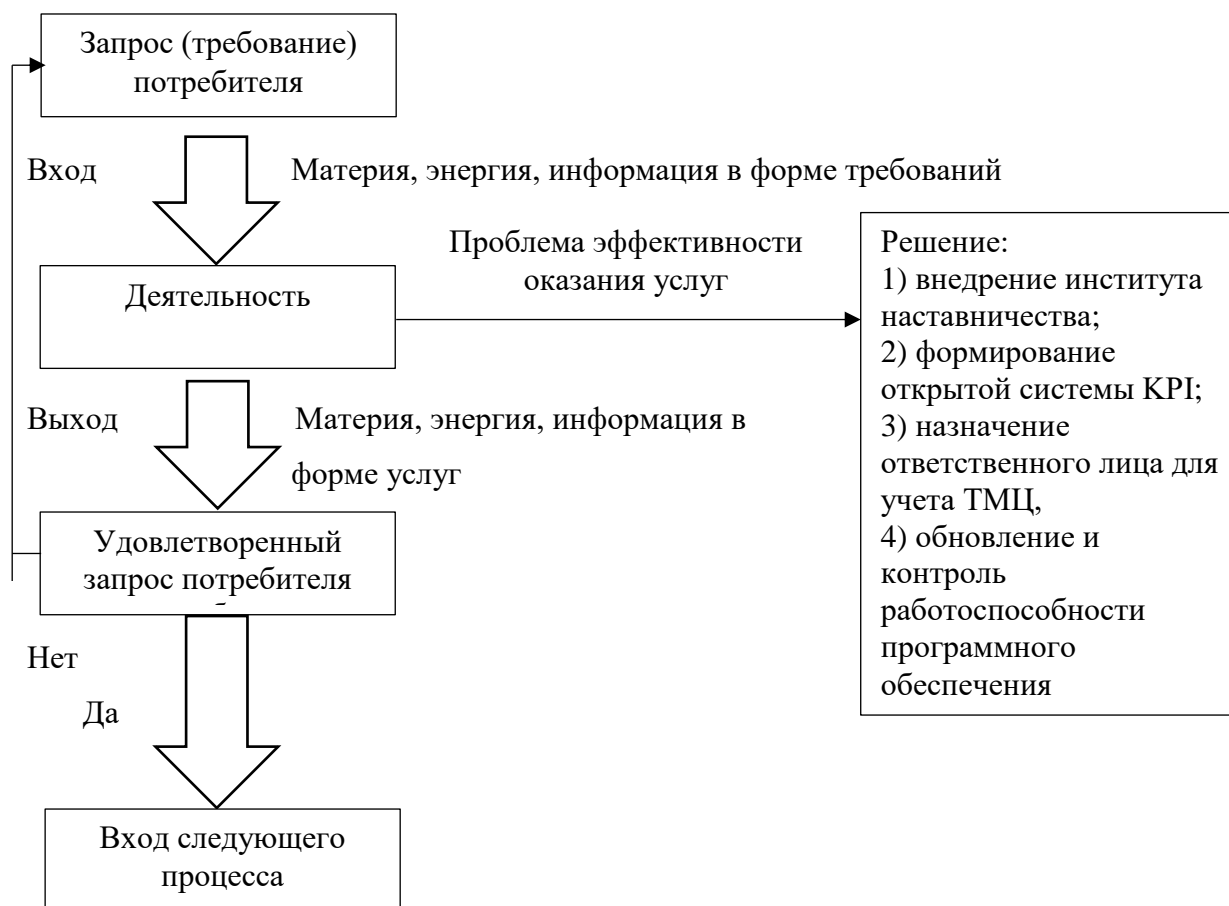 Запрос (требование)
потребителя
Вход
Материя, энергия, информация в форме требований
Проблема эффективности
оказания услуг
Деятельность
Решение:
1) внедрение института
наставничества;
2) формирование
открытой системы KPI;
3) назначение
ответственного лица для
учета ТМЦ,
4) обновление и
контроль
работоспособности
программного
обеспечения
Выход
Материя, энергия, информация в
форме услуг
Удовлетворенный
запрос потребителя
Нет
Да
Вход следующего
процесса